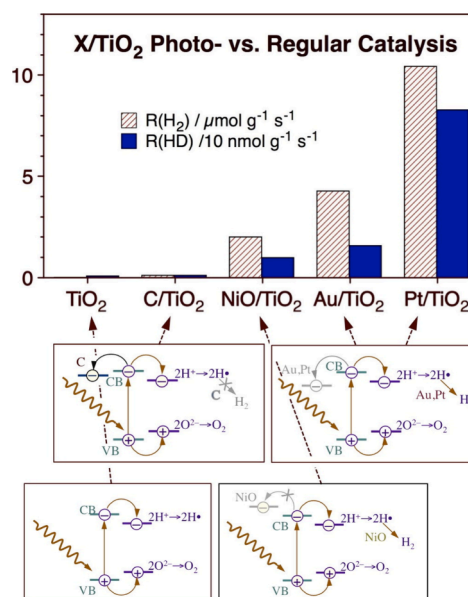 X/TiO₂ Photo- vs. Regular Catalysis
10
5
0
R(H₂) / µmol g⁻¹ s⁻¹
R(HD) /10 nmol g⁻¹ s⁻¹
TiO₂ C/TiO₂ NiO/TiO₂ Au/TiO₂ Pt/TiO₂
C
CB
2H⁺→2H•
C
H₂
VB
2O²⁻→O₂
Au,Pt
CB
2H⁺→2H•
Au,Pt
H
VB
2O²⁻→O₂
CB
2H⁺→2H•
VB
2O²⁻→O₂
NiO
CB
2H⁺→2H•
NiO
H₂
VB
2O²⁻→O₂